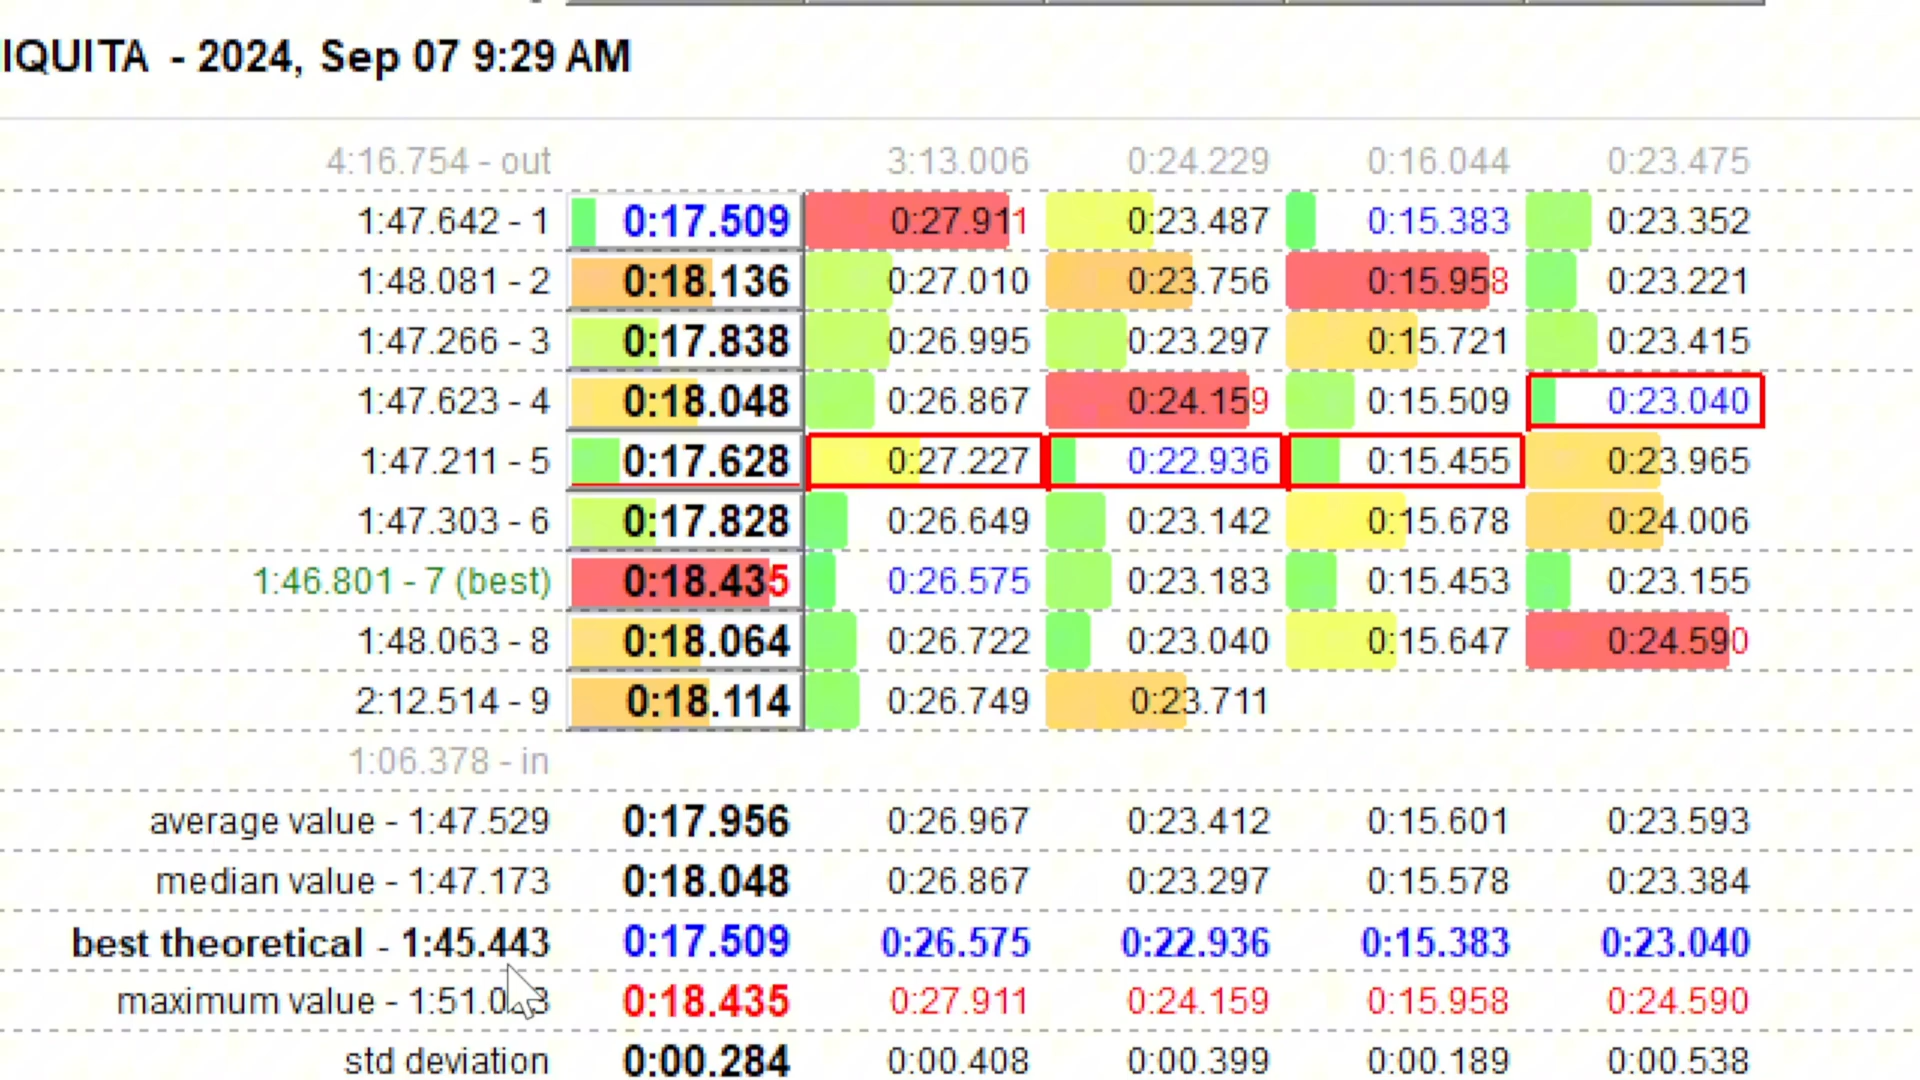 IQUITA - 2024, Sep 07 9:29 AM
4:16.754 - out 3:13.006 0:24.229 0:16.044 0:23.475
1:47.642 - 1 0:17.509 0:27.911 0:23.487 0:15.383 0:23.352
1:48.081 - 2 0:18.136 0:27.010 0:23.756 0:15.958 0:23.221
1:47.266 - 3 0:17.838 0:26.995 0:23.297 0:15.721 0:23.415
1:47.623 - 4 0:18.048 0:26.867 0:24.159 0:15.509 0:23.040
1:47.211 - 5 0:17.628 0:27.227 0:22.936 0:15.455 0:23.965
1:47.303 - 6 0:17.828 0:26.649 0:23.142 0:15.678 0:24.006
1:46.801 - 7 (best) 0:18.435 0:26.575 0:23.183 0:15.453 0:23.155
1:48.063 - 8 0:18.064 0:26.722 0:23.040 0:15.647 0:24.590
2:12.514 - 9 0:18.114 0:26.749 0:23.711
1:06.378 - in
average value - 1:47.529 0:17.956 0:26.967 0:23.412 0:15.601 0:23.593
median value - 1:47.173 0:18.048 0:26.867 0:23.297 0:15.578 0:23.384
best theoretical - 1:45.443 0:17.509 0:26.575 0:22.936 0:15.383 0:23.040
maximum value - 0:18.435 0:27.911 0:24.159 0:15.958 0:24.590
std deviation 0:00.284 0:00.408 0:00.399 0:00.189 0:00.538